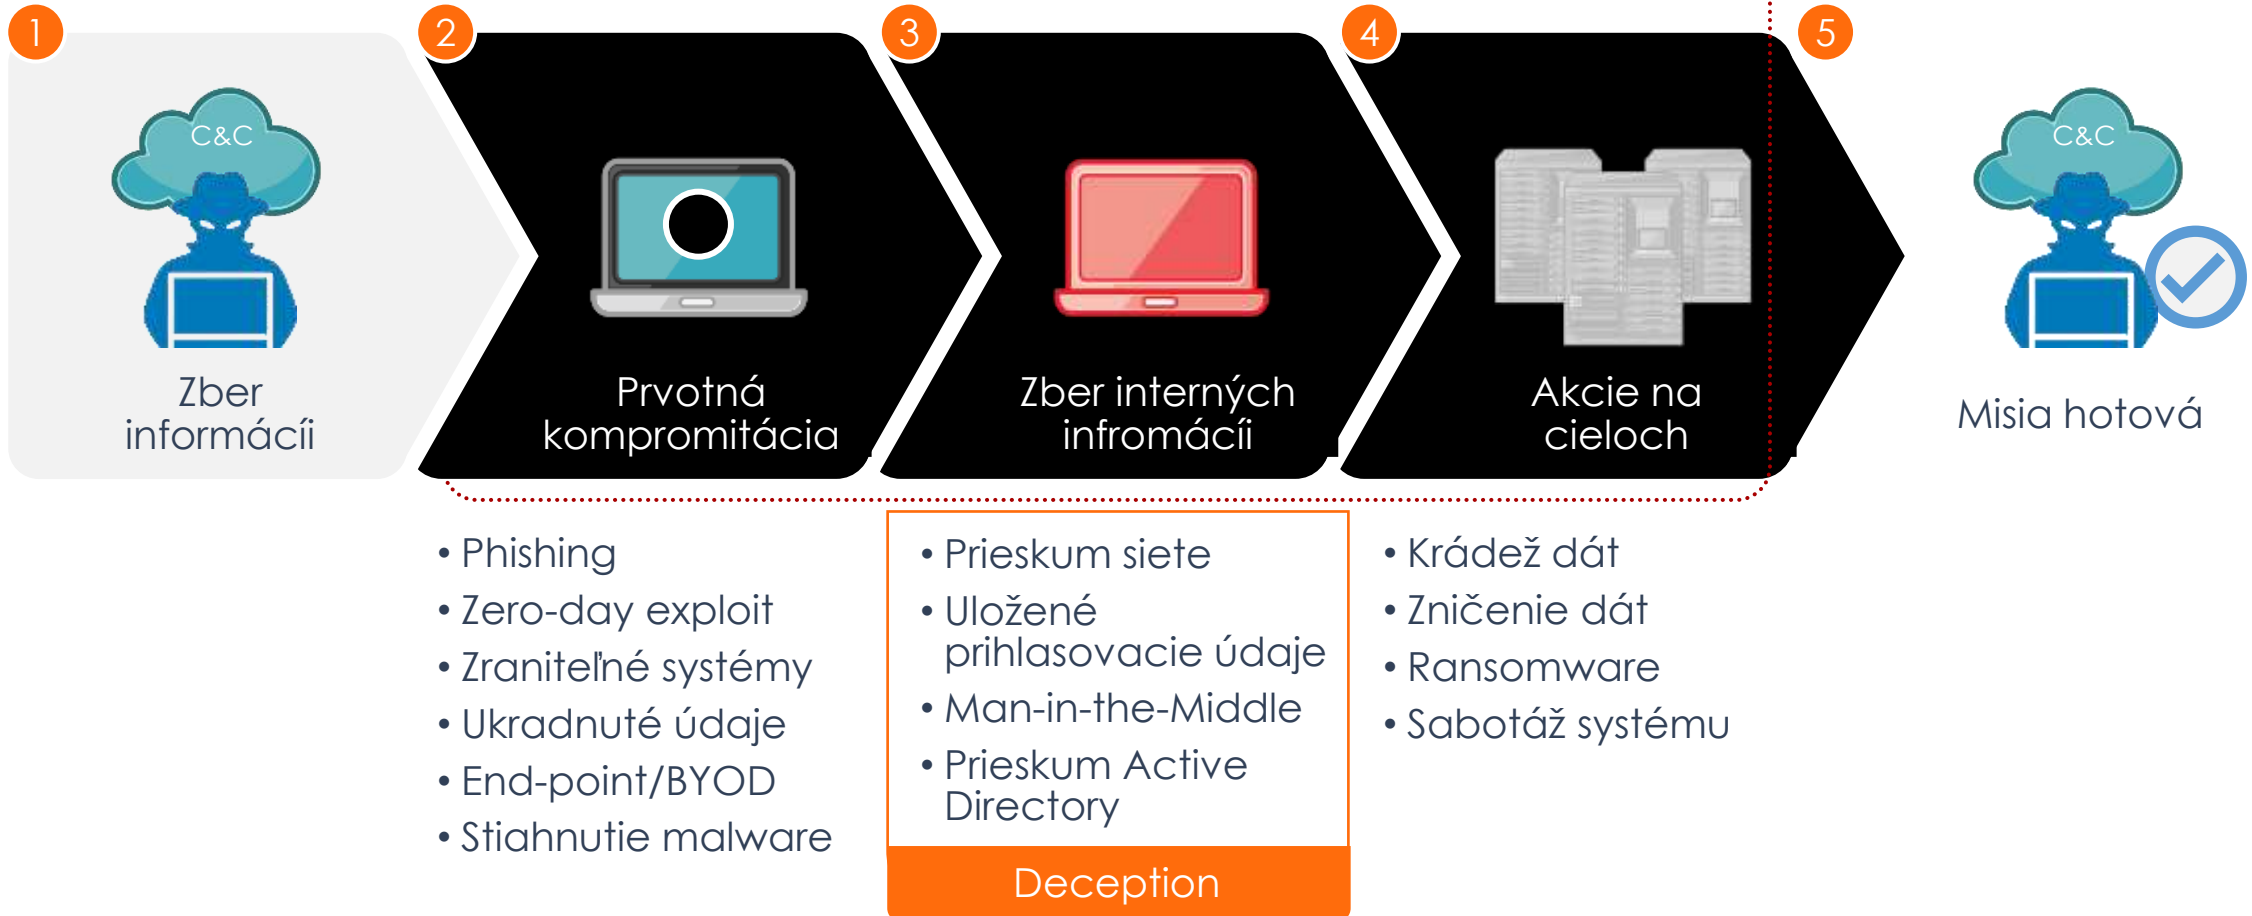 1
C&C
Zber
informácíi
2
Prvotná
kompromitácia
3
Zber interných
infromácíi
4
Akcie na
cieloch
5
C&C
Misia hotová
• Phishing
• Zero-day exploit
• Zraniteľné systémy
• Ukradnuté údaje
• End-point/BYOD
• Stiahnutie malware
• Prieskum siete
• Uložené
prihlasovacie údaje
• Man-in-the-Middle
• Prieskum Active
Directory
Deception
• Krádež dát
• Zničenie dát
• Ransomware
• Sabotáž systému